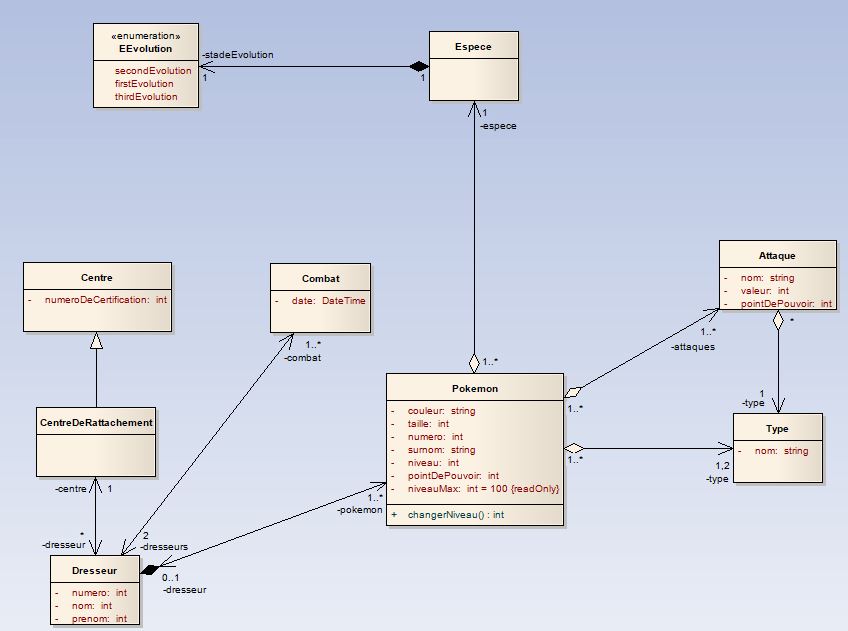 «enumeration»
EEvolution
secondEvolution
firstEvolution
thirdEvolution
-stadeEvolution
1
1
Espece
1
-espece
Centre
- numeroDeCertification: int
Combat
- date: DateTime
1..*
-combat
Attaque
- nom: string
- valeur: int
- pointDePouvoir: int
1..*
-attaques
*
1..*
Pokemon
- couleur: string
- taille: int
- numero: int
- surnom: string
- niveau: int
- pointDePouvoir: int
- niveauMax: int = 100 {readOnly}
+ changerNiveau() : int
1..*
1..*
1
-type
Type
- nom: string
1,2
-type
CentreDeRattachement
-centre
1
1..*
-pokemon
*
-dresseur
2
-dresseurs
0..1
-dresseur
Dresseur
- numero: int
- nom: int
- prenom: int